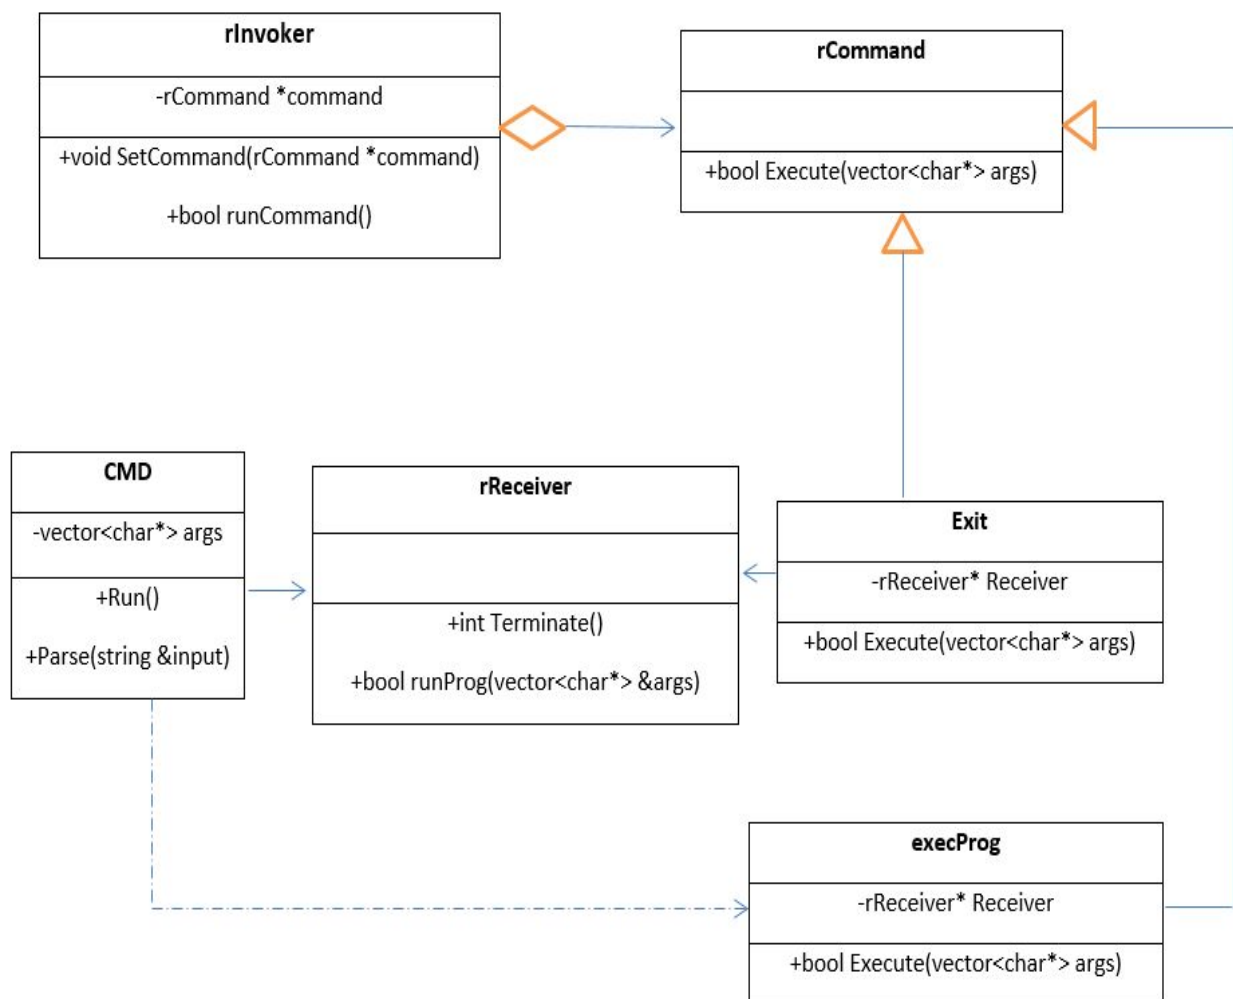 rInvoker
-rCommand *command
+void SetCommand(rCommand *command)
+bool runCommand()
rCommand
+bool Execute(vector<char*> args)
CMD
-vector<char*> args
+Run()
+Parse(string &input)
rReceiver
+int Terminate()
+bool runProg(vector<char*> &args)
Exit
-rReceiver* Receiver
+bool Execute(vector<char*> args)
execProg
-rReceiver* Receiver
+bool Execute(vector<char*> args)